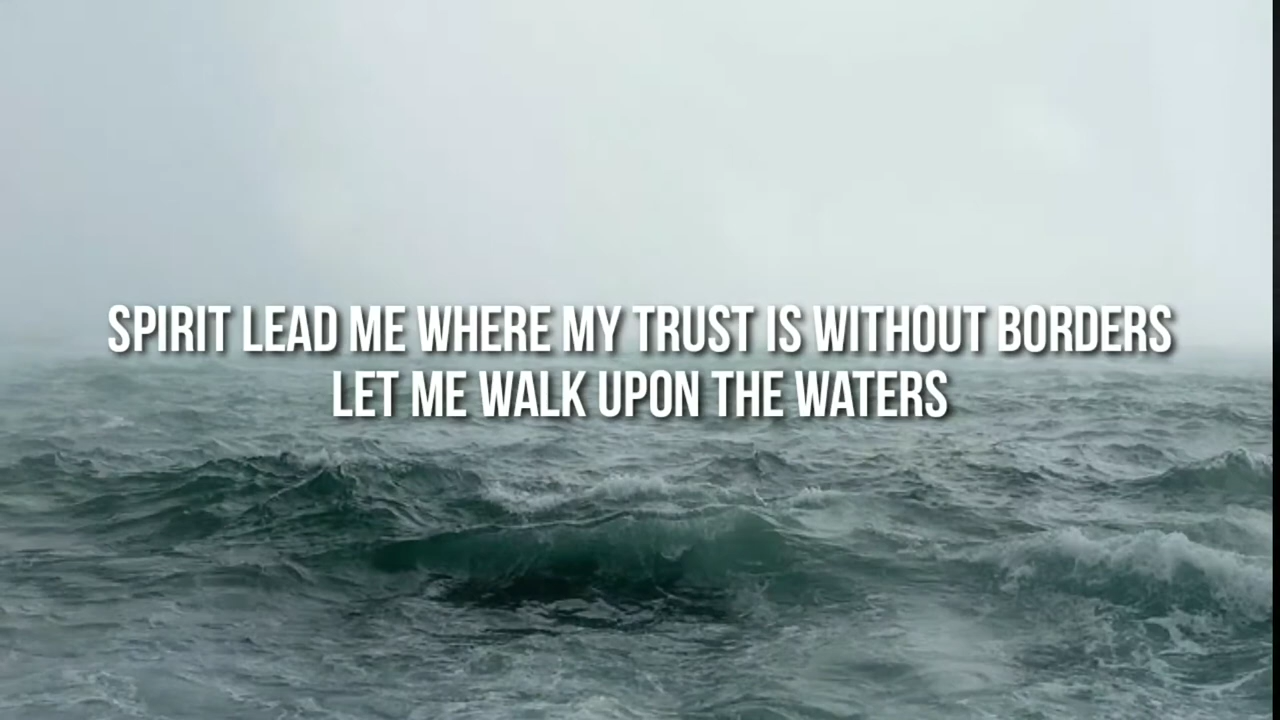 SPIRIT LEAD ME WHERE MY TRUST IS WITHOUT BORDERS
LET ME WALK UPON THE WATERS